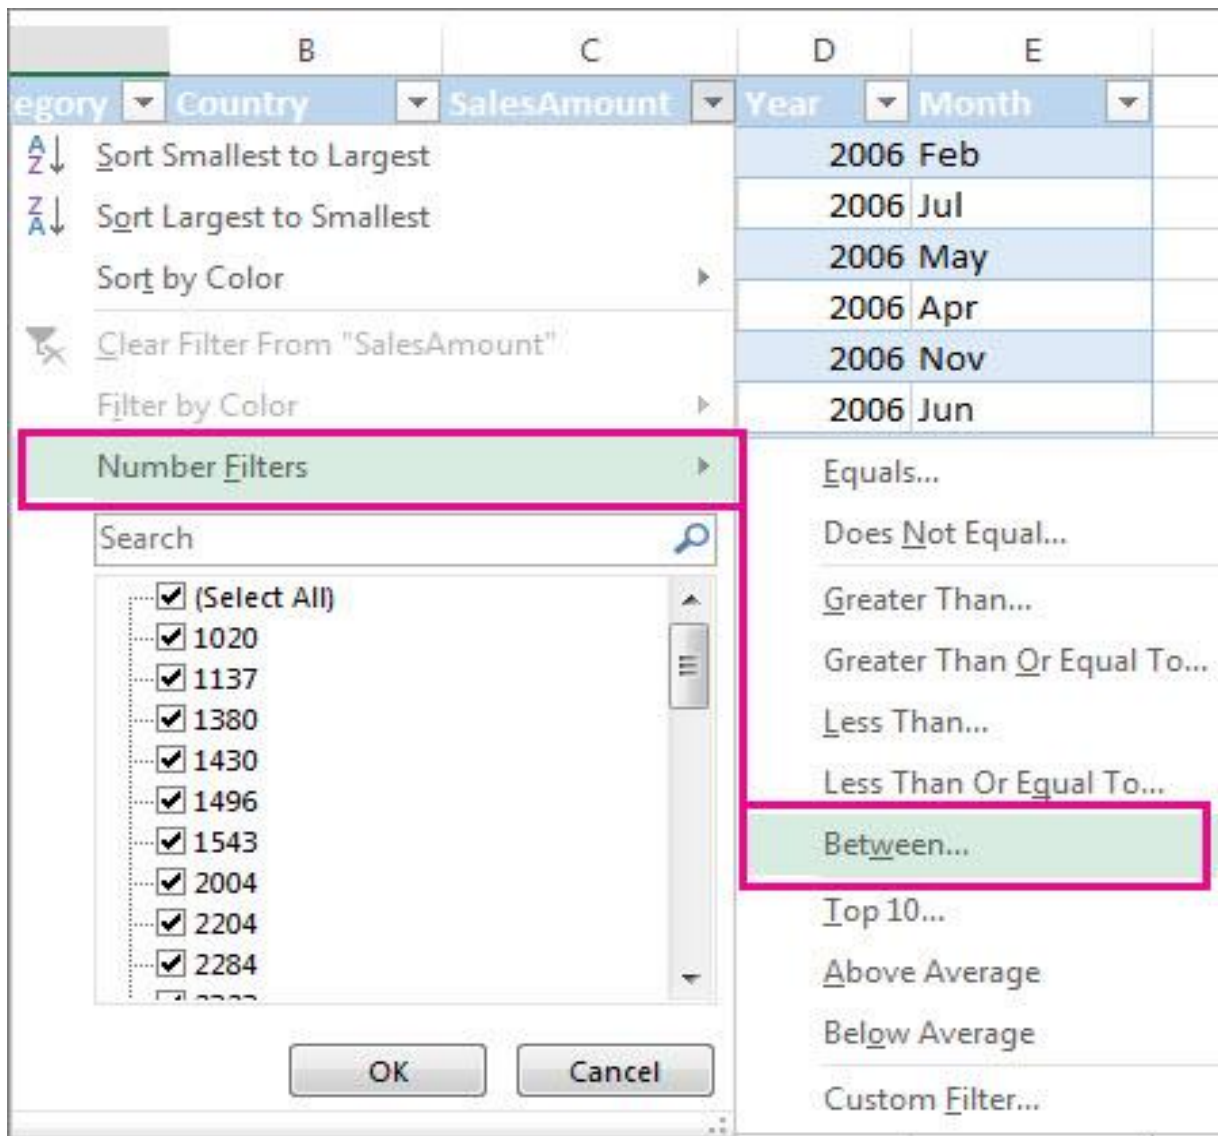 B C D E
egory Country SalesAmount Year Month
Sort Smallest to Largest
Sort Largest to Smallest
Sort by Color
Clear Filter From "SalesAmount"
Filter by Color
Number Filters
Search
(Select All)
1020
1137
1380
1430
1496
1543
2004
2204
2284
OK Cancel
2006 Feb
2006 Jul
2006 May
2006 Apr
2006 Nov
2006 Jun
Equals...
Does Not Equal...
Greater Than...
Greater Than Or Equal To...
Less Than...
Less Than Or Equal To...
Between...
Top 10...
Above Average
Below Average
Custom Filter...